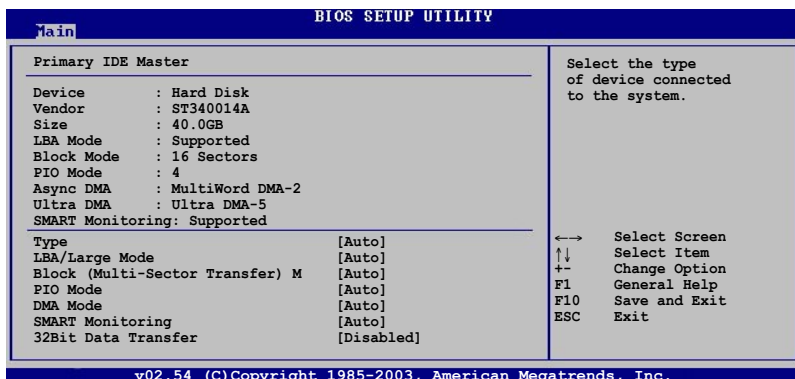 BIOS SETUP UTILITY
Main
Primary IDE Master
Device : Hard Disk
Vendor : ST340014A
Size : 40.0GB
LBA Mode : Supported
Block Mode : 16 Sectors
PIO Mode : 4
Async DMA : MultiWord DMA-2
Ultra DMA : Ultra DMA-5
SMART Monitoring: Supported
Type [Auto]
LBA/Large Mode [Auto]
Block (Multi-Sector Transfer) M [Auto]
PIO Mode [Auto]
DMA Mode [Auto]
SMART Monitoring [Auto]
32Bit Data Transfer [Disabled]
Select the type
of device connected
to the system.
←→ Select Screen
↑↓ Select Item
+- Change Option
F1 General Help
F10 Save and Exit
ESC Exit
v02.54 (C)Copyright 1985-2003, American Megatrends, Inc.